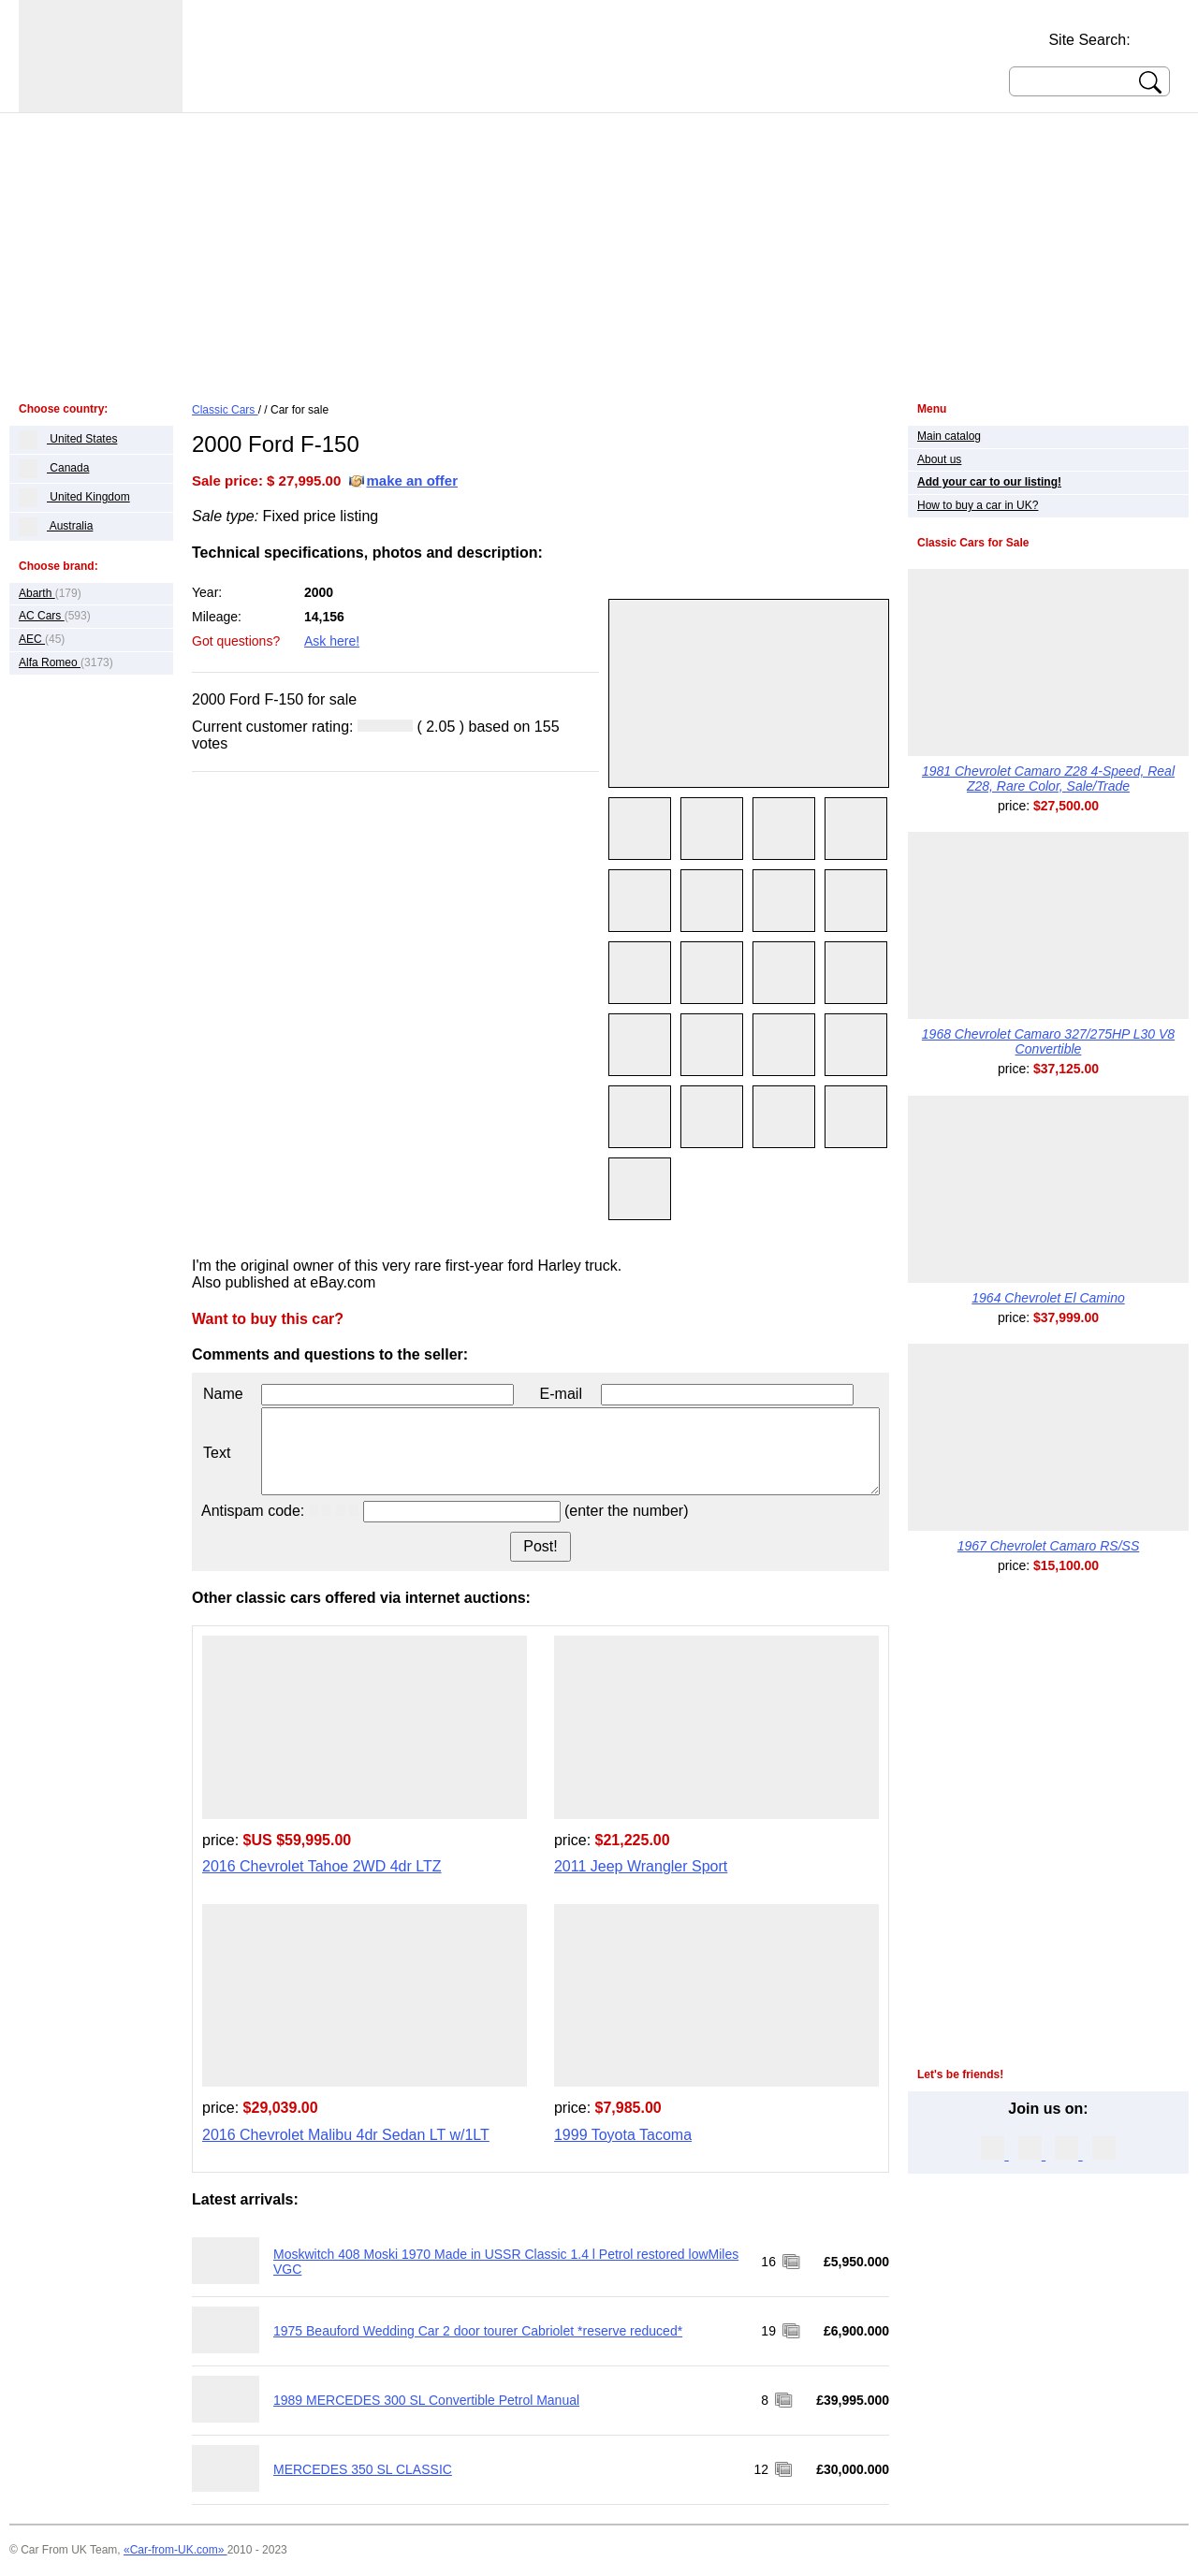 Site Search:
Choose country:
United States
Canada
United Kingdom
Australia
Choose brand:
Abarth (179)
AC Cars (593)
AEC (45)
Alfa Romeo (3173)
Classic Cars / / Car for sale
2000 Ford F-150
Sale price: $ 27,995.00 make an offer
Sale type: Fixed price listing
Technical specifications, photos and description:
Year: 2000
Mileage: 14,156
Got questions? Ask here!
2000 Ford F-150 for sale
Current customer rating: ( 2.05 ) based on 155
votes
I'm the original owner of this very rare first-year ford Harley truck.
Also published at eBay.com
Want to buy this car?
Comments and questions to the seller:
Name E-mail
Text
Antispam code: (enter the number)
Post!
Other classic cars offered via internet auctions:
price: $US $59,995.00
2016 Chevrolet Tahoe 2WD 4dr LTZ
price: $21,225.00
2011 Jeep Wrangler Sport
price: $29,039.00
2016 Chevrolet Malibu 4dr Sedan LT w/1LT
price: $7,985.00
1999 Toyota Tacoma
Latest arrivals:
Moskwitch 408 Moski 1970 Made in USSR Classic 1.4 l Petrol restored lowMiles
VGC
16 £5,950.000
1975 Beauford Wedding Car 2 door tourer Cabriolet *reserve reduced* 19 £6,900.000
1989 MERCEDES 300 SL Convertible Petrol Manual 8 £39,995.000
MERCEDES 350 SL CLASSIC 12 £30,000.000
Menu
Main catalog
About us
Add your car to our listing!
How to buy a car in UK?
Classic Cars for Sale
1981 Chevrolet Camaro Z28 4-Speed, Real
Z28, Rare Color, Sale/Trade
price: $27,500.00
1968 Chevrolet Camaro 327/275HP L30 V8
Convertible
price: $37,125.00
1964 Chevrolet El Camino
price: $37,999.00
1967 Chevrolet Camaro RS/SS
price: $15,100.00
Let's be friends!
Join us on:
© Car From UK Team, «Car-from-UK.com» 2010 - 2023